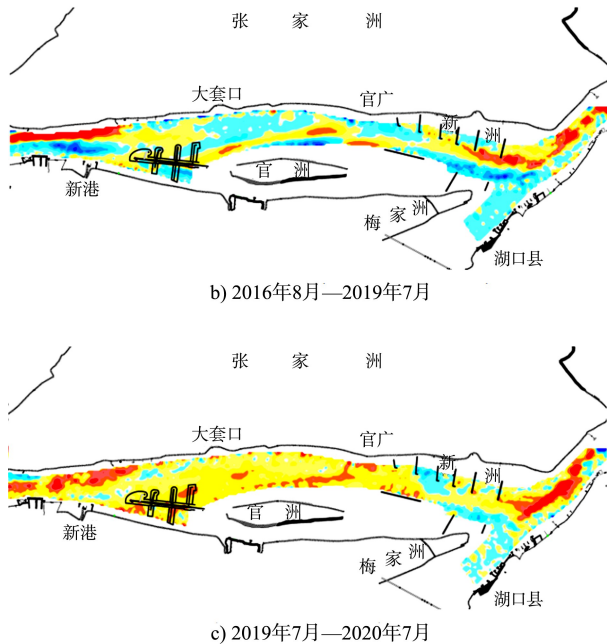 张 家 洲
大套口
官广
新
洲
官 洲
新港
梅 家 洲
湖口县
b) 2016年8月—2019年7月
张 家 洲
大套口
官广
新
洲
官 洲
新港
梅 家 洲
湖口县
c) 2019年7月—2020年7月